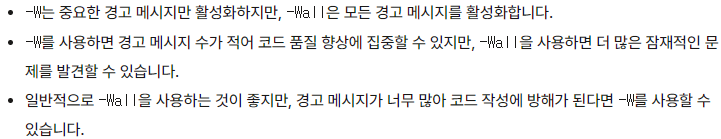 • -W는 중요한 경고 메시지만 활성화하지만, -Wall은 모든 경고 메시지를 활성화합니다.
• -W를 사용하면 경고 메시지 수가 적어 코드 품질 향상에 집중할 수 있지만, -Wall을 사용하면 더 많은 잠재적인 문
제를 발견할 수 있습니다.
• 일반적으로 -Wall을 사용하는 것이 좋지만, 경고 메시지가 너무 많아 코드 작성에 방해가 된다면 -W를 사용할 수
있습니다.